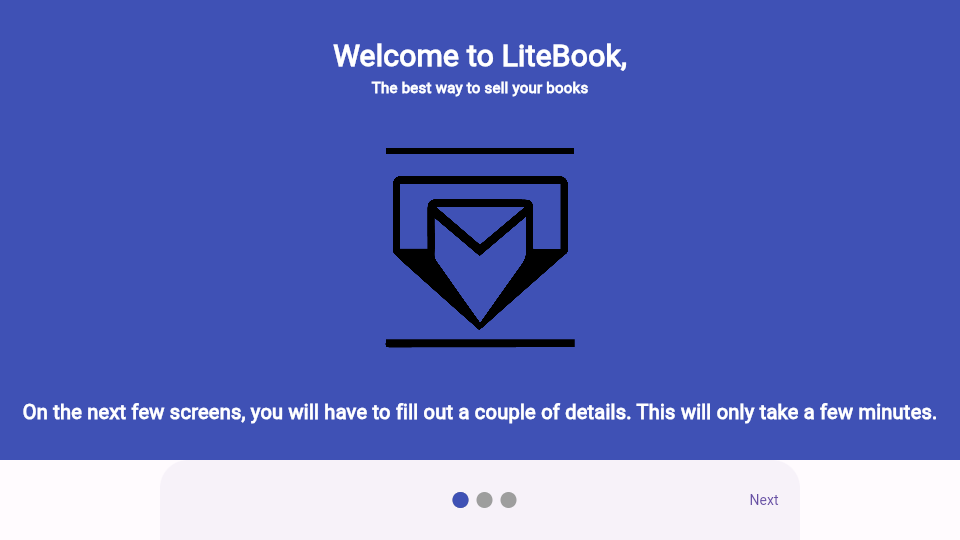 Welcome to LiteBook,
The best way to sell your books
On the next few screens, you will have to fill out a couple of details. This will only take a few minutes.
Next